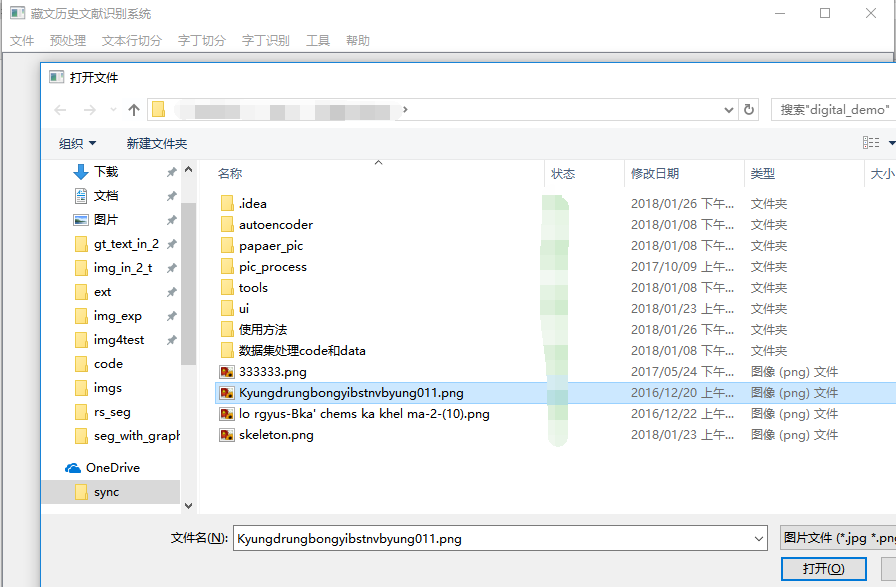 藏文历史文献识别系统
文件 预处理 文本行切分 字丁切分 字丁识别 工具 帮助
打开文件
搜索"digital_demo"
组织 新建文件夹
名称 状态 修改日期 类型 大小
下载
文档
图片
gt_text_in_2
img_in_2_t
ext
img_exp
img4test
code
imgs
rs_seg
seg_with_graph
OneDrive
sync
.idea 2018/01/26 下午... 文件夹
autoencoder 2018/01/08 下午... 文件夹
papaer_pic 2018/01/08 下午... 文件夹
pic_process 2017/10/09 上午... 文件夹
tools 2018/01/08 下午... 文件夹
ui 2018/01/23 上午... 文件夹
使用方法 2018/01/26 下午... 文件夹
数据集处理code和data 2018/01/08 下午... 文件夹
333333.png 2017/05/24 下午... 图像 (png) 文件
Kyungdrungbongyibstnvbyung011.png 2016/12/20 上午... 图像 (png) 文件
lo rgyus-Bka' chems ka khel ma-2-(10).png 2016/12/22 上午... 图像 (png) 文件
skeleton.png 2018/01/23 上午... 图像 (png) 文件
文件名(N): Kyungdrungbongyibstnvbyung011.png 图片文件 (*.jpg *.png
打开(O)